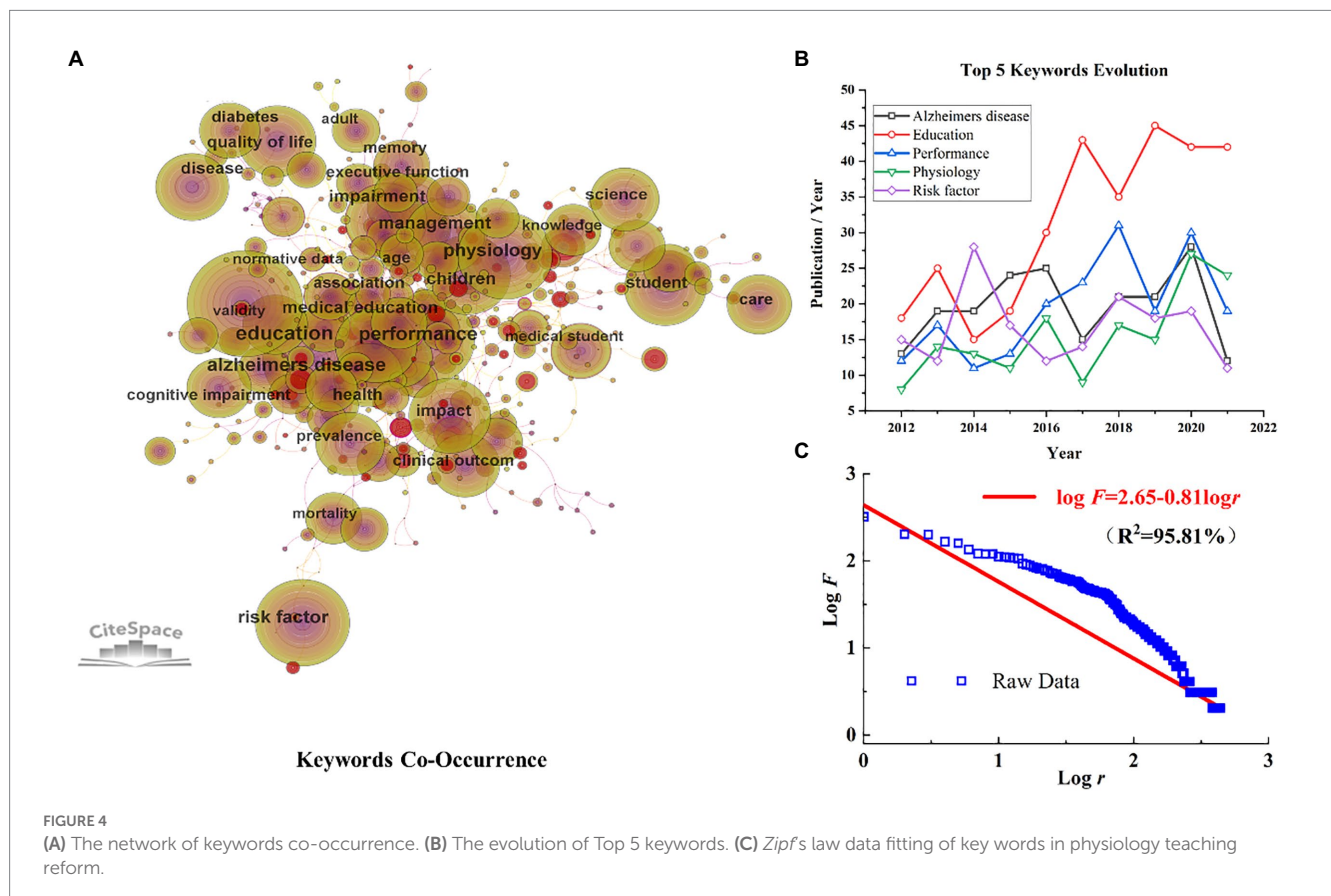 A
diabetes
adult
quality of life
memory
disease
executive function
impairment
science
management
knowledge
physiology
normative data
age
children
association
student
validity
medical education
care
education
performance
medical student
alzheimers disease
cognitive impairment
health
impact
prevalence
clinical outcom
mortality
risk factor
CiteSpace
Keywords Co-Occurrence
B
Top 5 Keywords Evolution
Publication / Year
50
45
40
35
30
25
20
15
10
5
Alzheimers disease
Education
Performance
Physiology
Risk factor
2012
2014
2016
2018
2020
2022
Year
C
Log F
3
2
1
0
log F=2.65-0.81logr
（R²=95.81%）
Raw Data
0
1
2
3
Log r
FIGURE 4
(A) The network of keywords co-occurrence. (B) The evolution of Top 5 keywords. (C) Zipf's law data fitting of key words in physiology teaching
reform.